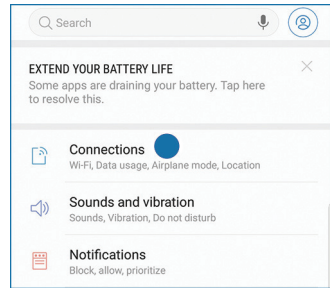 Search
EXTEND YOUR BATTERY LIFE
Some apps are draining your battery. Tap here
to resolve this.
Connections
Wi-Fi, Data usage, Airplane mode, Location
Sounds and vibration
Sounds, Vibration, Do not disturb
Notifications
Block, allow, prioritize